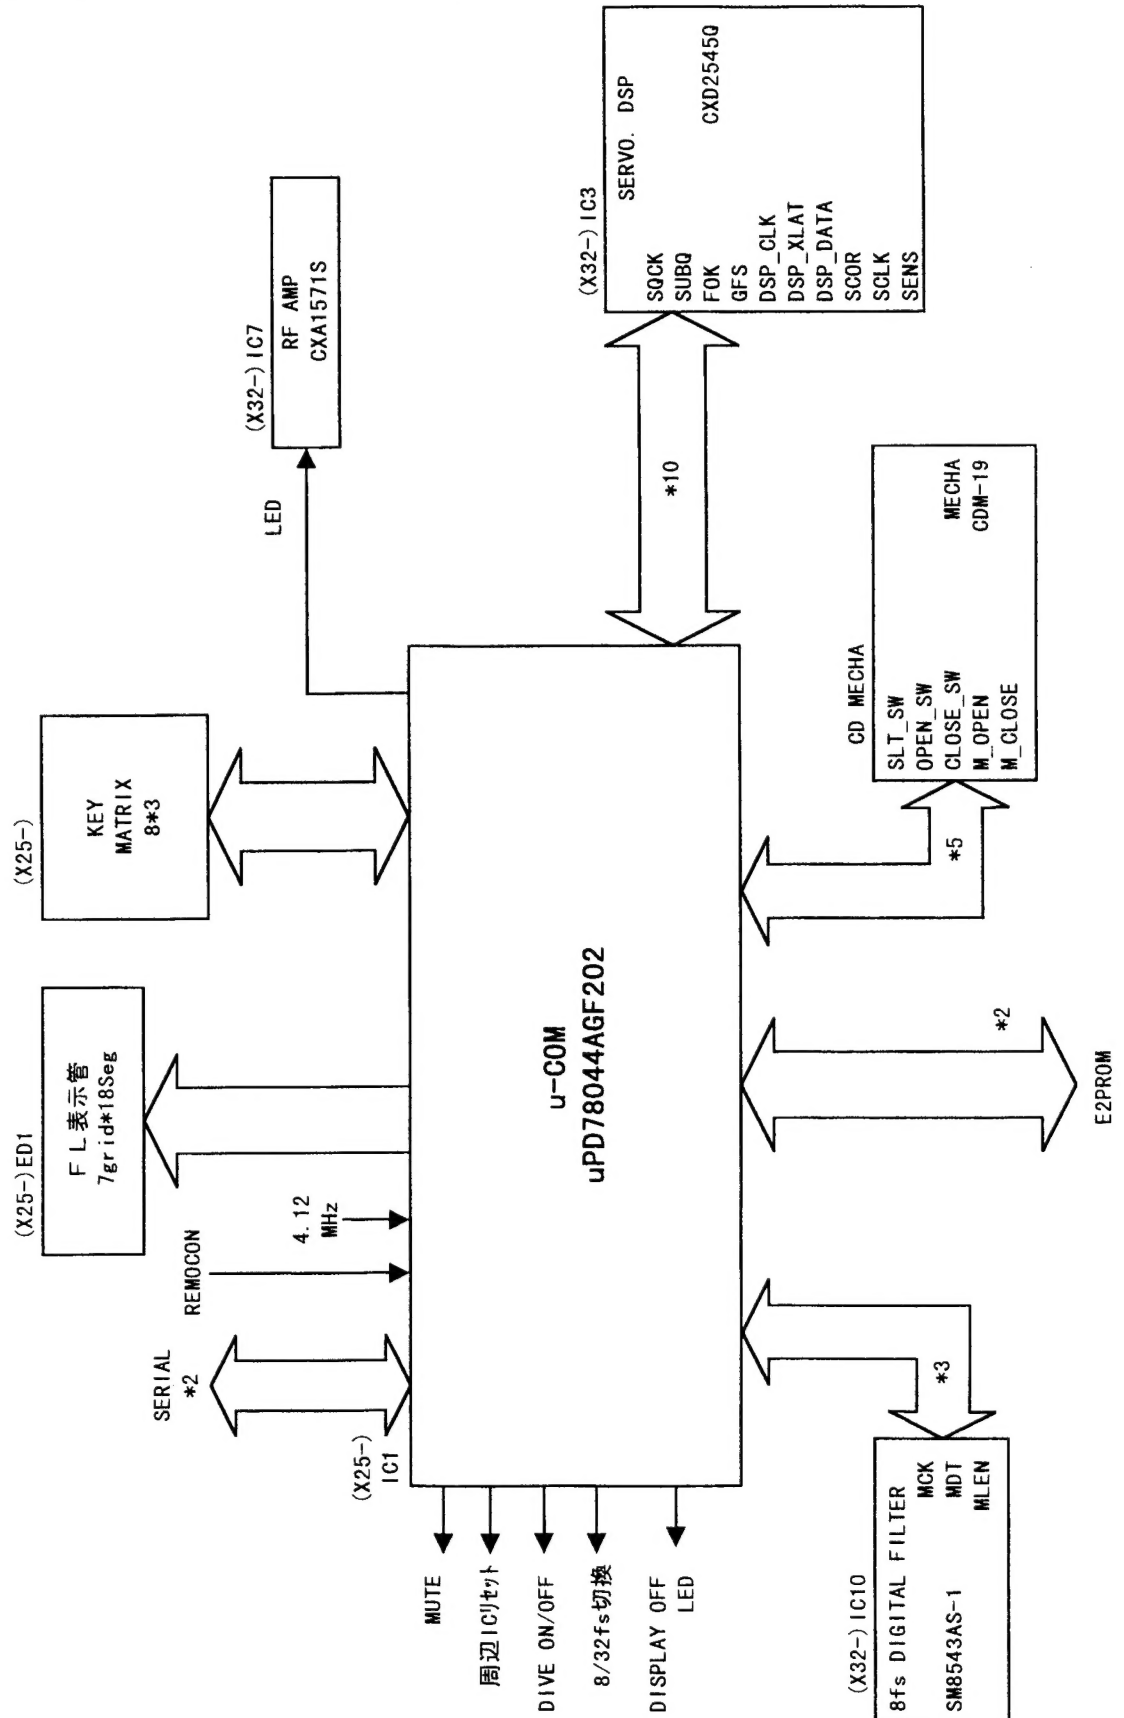 (X25-)ED1
ＦＬ表示管
7grid*18Seg
(X25-)
KEY
MATRIX
8*3
(X32-)IC7
RF AMP
CXA1571S
LED
SERIAL
*2
REMOCON
4.12
MHz
(X25-)
IC1
u-COM
uPD78044AGF202
MUTE
周辺ICﾘｾｯﾄ
DIVE ON/OFF
8/32fs切換
DISPLAY OFF
LED
(X32-)IC3
SERVO. DSP
CXD2545Q
SQCK
SUBQ
FOK
GFS
DSP_CLK
DSP_XLAT
DSP_DATA
SCOR
SCLK
SENS
*10
CD MECHA
SLT_SW
OPEN_SW
CLOSE_SW
M_OPEN
M_CLOSE
MECHA
CDM-19
*5
*2
E2PROM
*3
(X32-)IC10
8fs DIGITAL FILTER
MCK
SM8543AS-1
MDT
MLEN